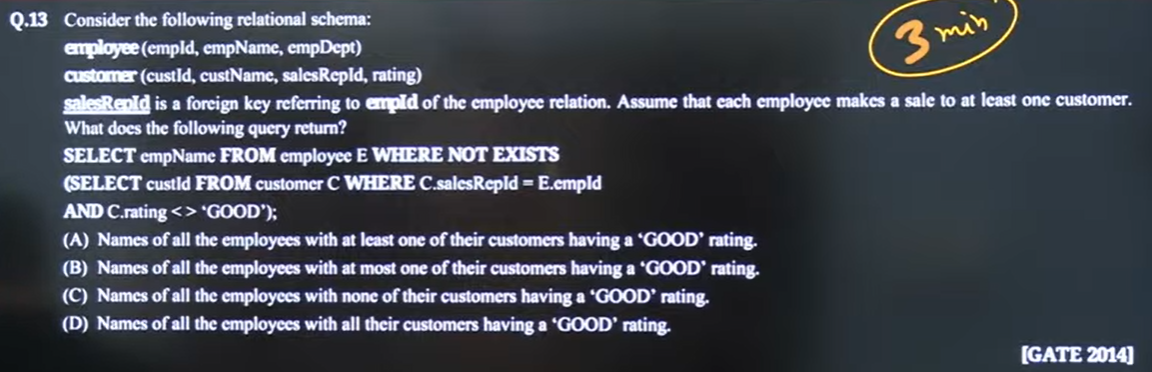 Q.13 Consider the following relational schema:
3 min
employee (empId, empName, empDept)
customer (custId, custName, salesRepId, rating)
salesRepId is a foreign key referring to empId of the employee relation. Assume that each employee makes a sale to at least one customer.
What does the following query return?
SELECT empName FROM employee E WHERE NOT EXISTS
(SELECT custId FROM customer C WHERE C.salesRepId = E.empId
AND C.rating <> 'GOOD');
(A) Names of all the employees with at least one of their customers having a 'GOOD' rating.
(B) Names of all the employees with at most one of their customers having a 'GOOD' rating.
(C) Names of all the employees with none of their customers having a 'GOOD' rating.
(D) Names of all the employees with all their customers having a 'GOOD' rating.
[GATE 2014]